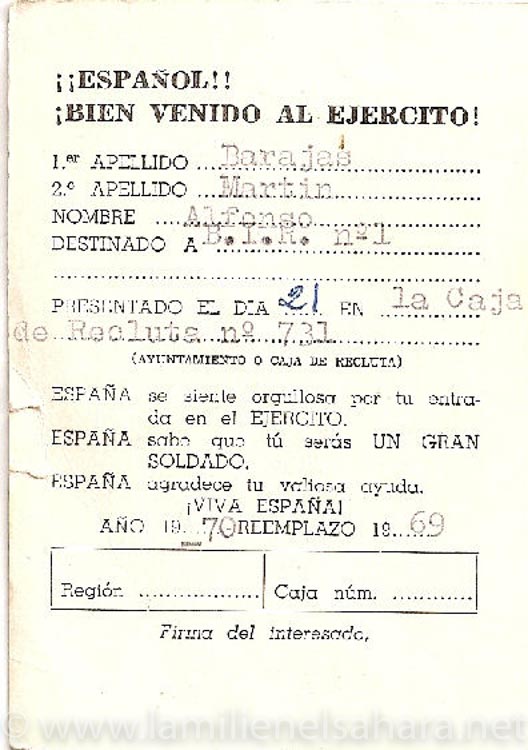 ¡¡ESPAÑOL!!
¡BIEN VENIDO AL EJERCITO!
1.er APELLIDO ... Barajas
2.º APELLIDO ... Martin
NOMBRE ... Alfonso
DESTINADO A B.I.R. nº1
PRESENTADO EL DIA 21 EN la Caja
de Recluta nº 731
(AYUNTAMIENTO O CAJA DE RECLUTA)
ESPAÑA se siente orgullosa por tu entra-
da en el EJERCITO.
ESPAÑA sabe que tú serás UN GRAN
SOLDADO.
ESPAÑA agradece tu valiosa ayuda.
¡VIVA ESPAÑA!
AÑO 19 70 REEMPLAZO 19 69
Región ... Caja núm. ...
Firma del interesado,
© www.lamilienelsahara.net